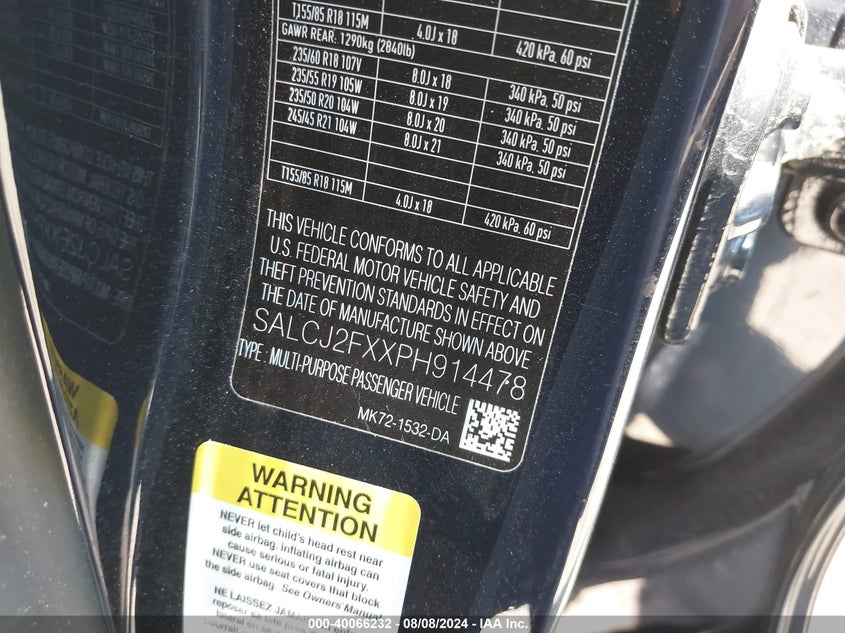 T155/85 R18 115M 4.0J x 18 420 kPa. 60 psi
GAWR REAR: 1290kg (2840lb)
235/60 R18 107V 8.0J x 18 340 kPa. 50 psi
235/55 R19 105W 8.0J x 19 340 kPa. 50 psi
235/50 R20 104W 8.0J x 20 340 kPa. 50 psi
245/45 R21 104W 8.0J x 21 340 kPa. 50 psi
T155/85 R18 115M 4.0J x 18 420 kPa. 60 psi
THIS VEHICLE CONFORMS TO ALL APPLICABLE
U.S. FEDERAL MOTOR VEHICLE SAFETY AND
THEFT PREVENTION STANDARDS IN EFFECT ON
THE DATE OF MANUFACTURE SHOWN ABOVE
SALCJ2FXXPH914478
TYPE : MULTI-PURPOSE PASSENGER VEHICLE
MK72-1532-DA
WARNING
ATTENTION
NEVER let child's head rest near
side airbag. inflating airbag can
cause serious or fatal injury.
NEVER use seat covers that block
the side airbag. See Owners' Manual
NE LAISSEZ
reposer sa tête
000-40066232 - 08/08/2024 - IAA Inc.